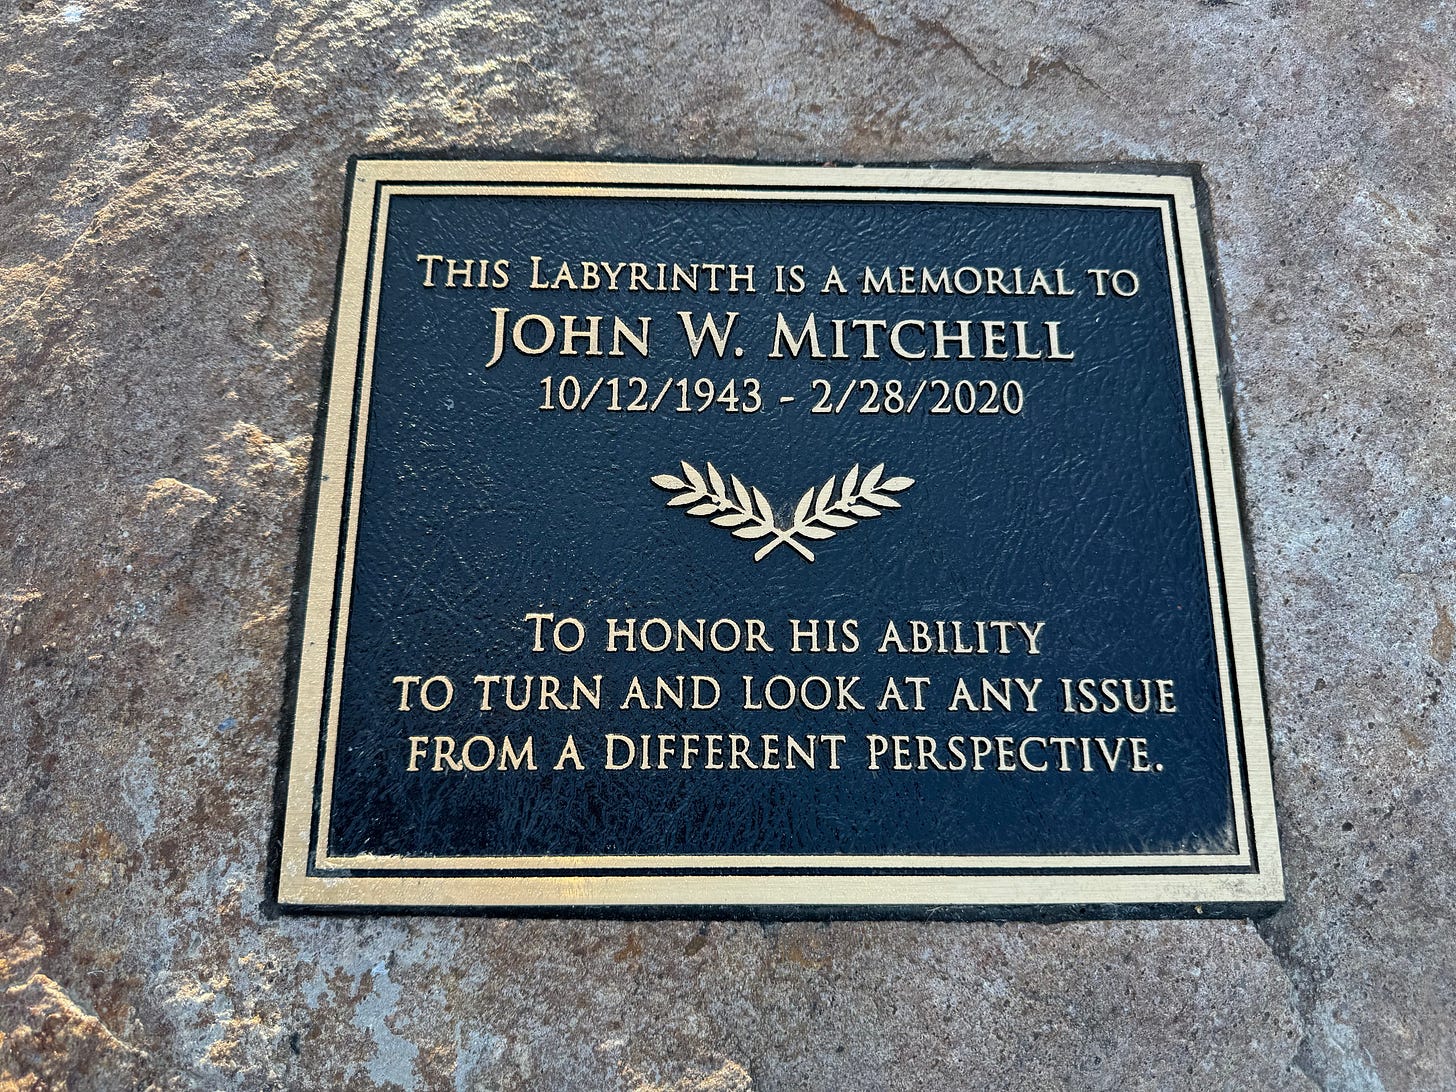 This Labyrinth is a memorial to
John W. Mitchell
10/12/1943 - 2/28/2020
To honor his ability
to turn and look at any issue
from a different perspective.